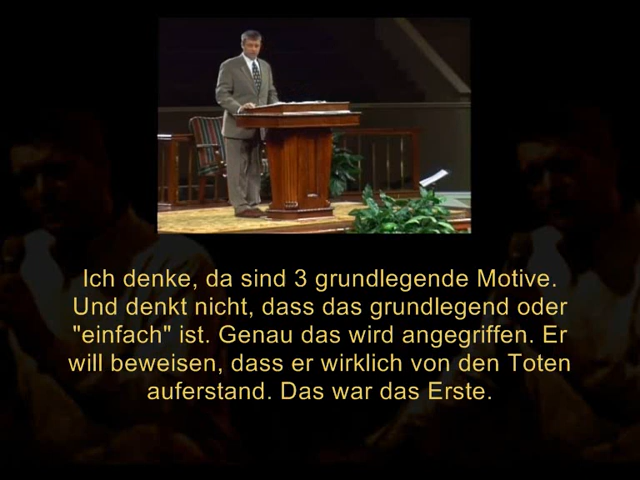 Ich denke, da sind 3 grundlegende Motive.
Und denkt nicht, dass das grundlegend oder
"einfach" ist. Genau das wird angegriffen. Er
will beweisen, dass er wirklich von den Toten
auferstand. Das war das Erste.